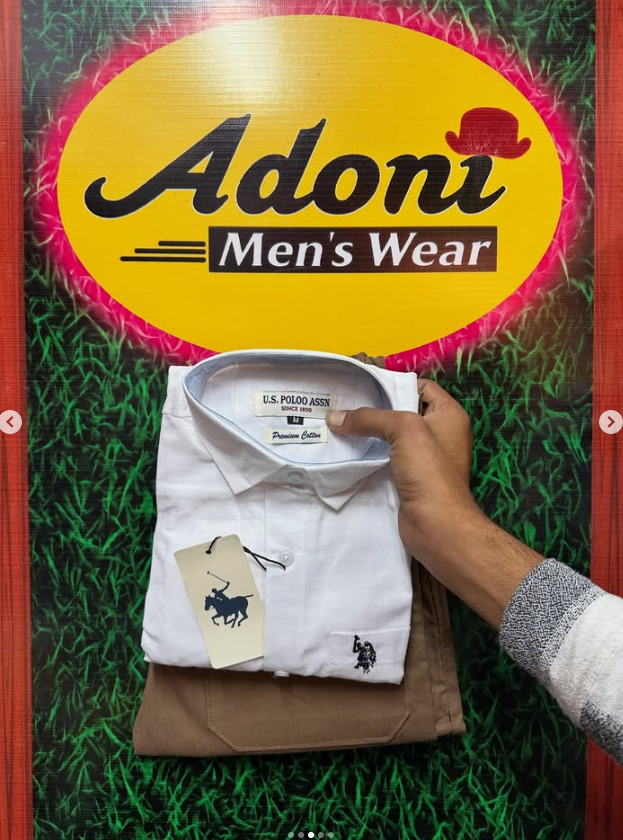 Adoni
Men's Wear
U.S. POLOO ASSN
SINCE 1890
M
Premium Cotton